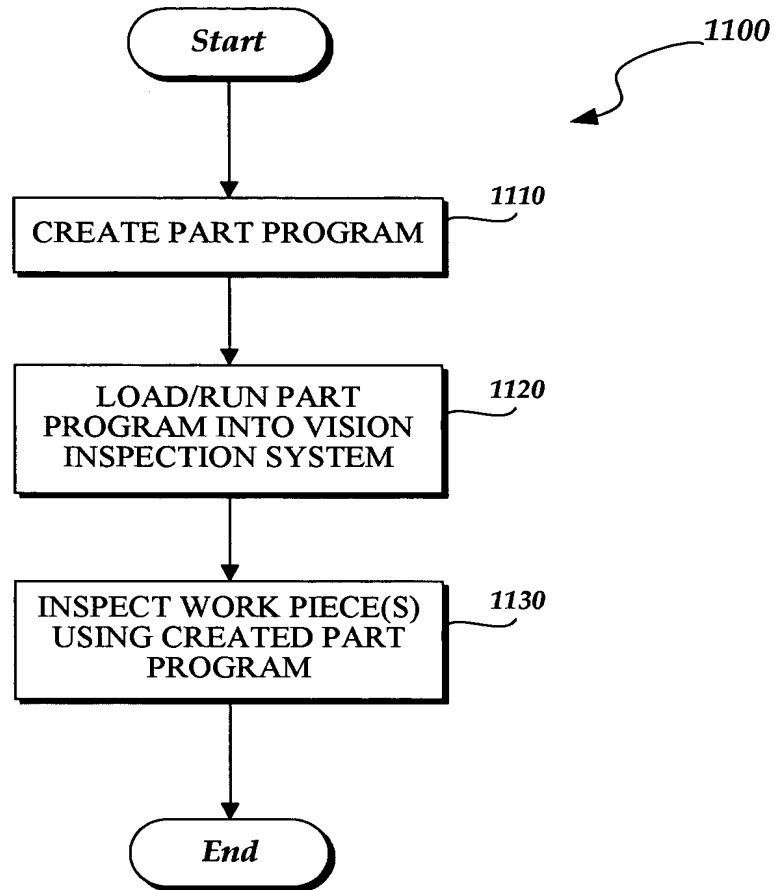 Start
1100
1110
CREATE PART PROGRAM
1120
LOAD/RUN PART
PROGRAM INTO VISION
INSPECTION SYSTEM
1130
INSPECT WORK PIECE(S)
USING CREATED PART
PROGRAM
End